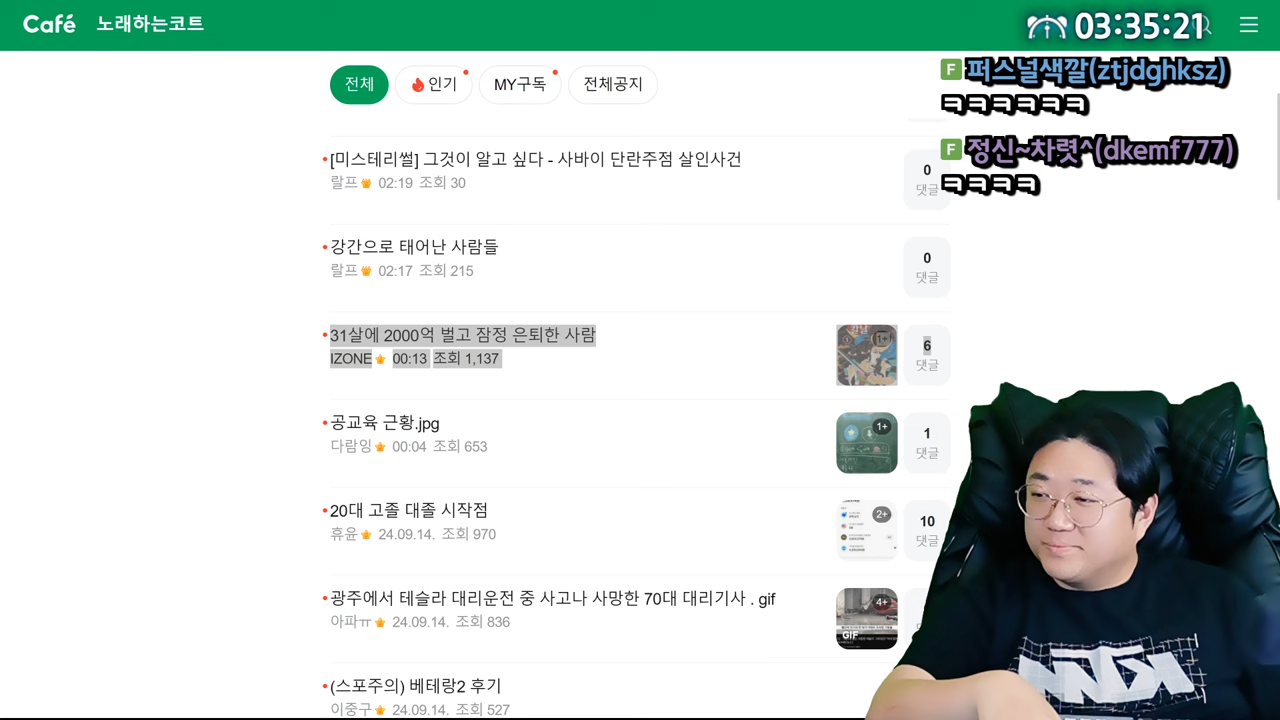 Café 노래하는코트
03:35:21
전체 인기 MY구독 전체공지
F 퍼스널색깔(ztjdghksz)
ㅋㅋㅋㅋㅋㅋ
F 정신~차렷^(dkemf777)
ㅋㅋㅋㅋ
[미스테리썰] 그것이 알고 싶다 - 사바이 단란주점 살인사건
랄프 02:19 조회 30
0
댓글
강간으로 태어난 사람들
랄프 02:17 조회 215
0
댓글
31살에 2000억 벌고 잠정 은퇴한 사람
IZONE 00:13 조회 1,137
1+
6
댓글
공교육 근황.jpg
다람잉 00:04 조회 653
1+
1
댓글
20대 고졸 대졸 시작점
휴윤 24.09.14. 조회 970
2+
10
댓글
광주에서 테슬라 대리운전 중 사고나 사망한 70대 대리기사 . gif
아파ㅠ 24.09.14. 조회 836
4+
GIF
(스포주의) 베테랑2 후기
이중구 24.09.14. 조회 527